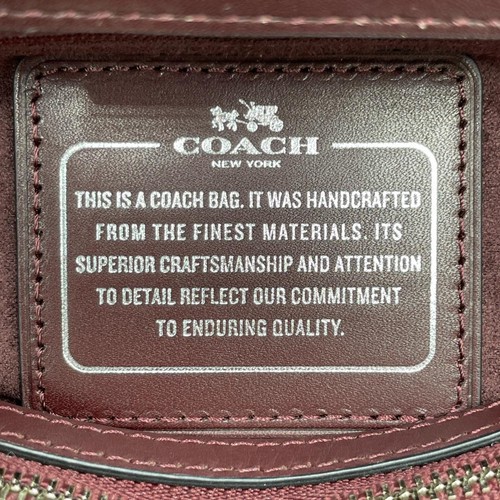 COACH
NEW YORK
THIS IS A COACH BAG. IT WAS HANDCRAFTED
FROM THE FINEST MATERIALS. ITS
SUPERIOR CRAFTSMANSHIP AND ATTENTION
TO DETAIL REFLECT OUR COMMITMENT
TO ENDURING QUALITY.